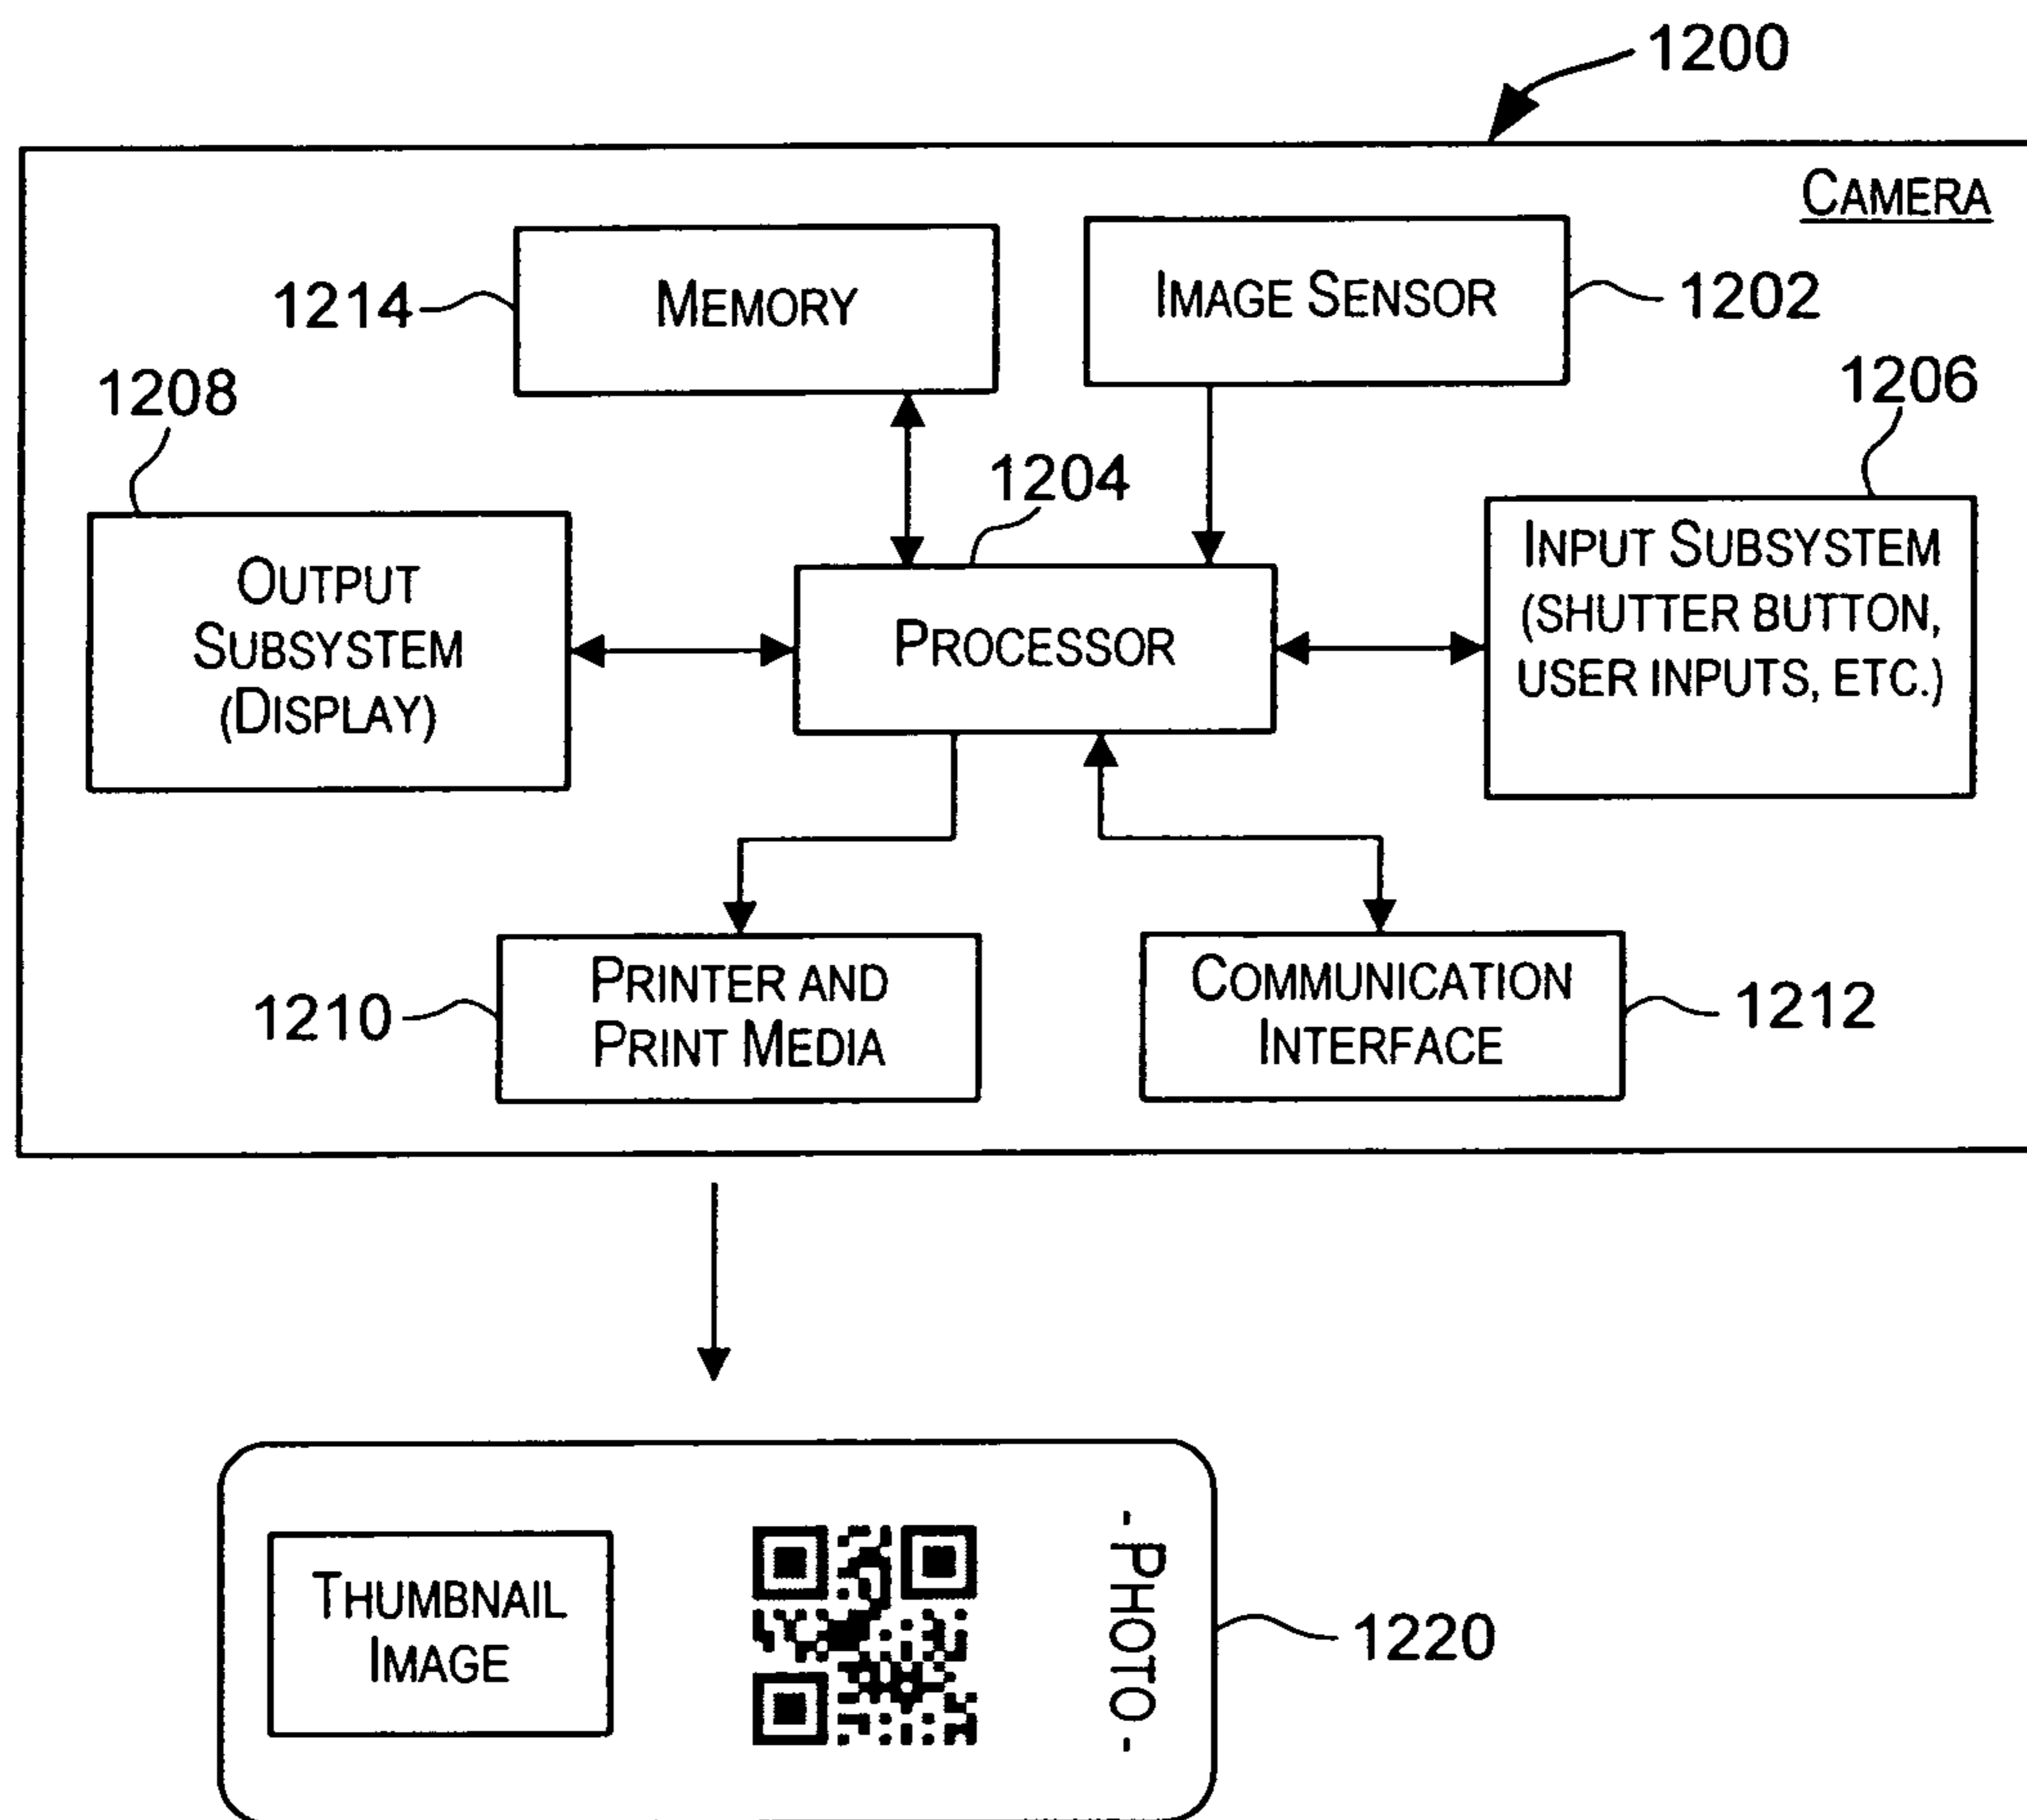 1200
CAMERA
MEMORY
1214
IMAGE SENSOR
1202
1208
1206
1204
OUTPUT
SUBSYSTEM
(DISPLAY)
PROCESSOR
INPUT SUBSYSTEM
(SHUTTER BUTTON,
USER INPUTS, ETC.)
1210
PRINTER AND
PRINT MEDIA
COMMUNICATION
INTERFACE
1212
THUMBNAIL
IMAGE
-PHOTO-
1220